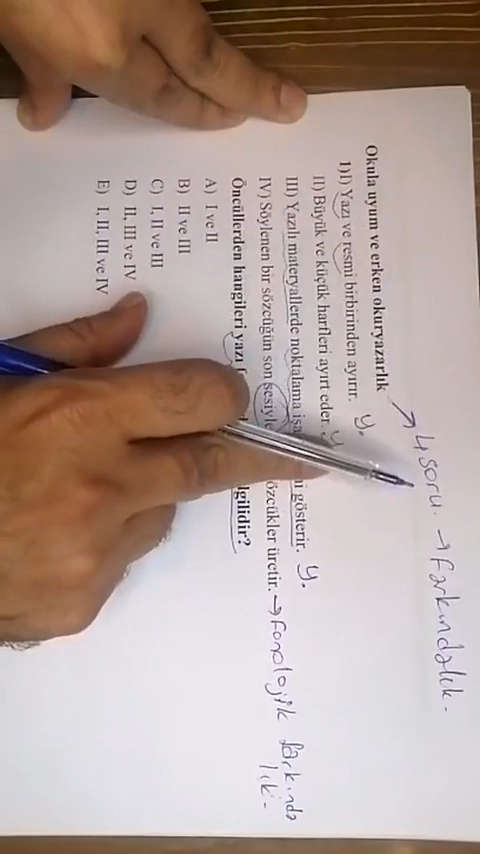 4 soru. → Farkındalık -
Okula uyum ve erken okuryazarlık
1)I) Yazı ve resmi birbirinden ayırır. y.
II) Büyük ve küçük harfleri ayırt eder. y
III) Yazılı materyallerde noktalama gösterir. y.
IV) Söylenen bir sözcüğün son sesiyle sözcükler üretir. → Fonolojik farkında
lık -
Öncüllerden hangileri yazı ilgilidir?
A) I ve II
B) II ve III
C) I, II ve III
D) II, III ve IV
E) I, II, III ve IV